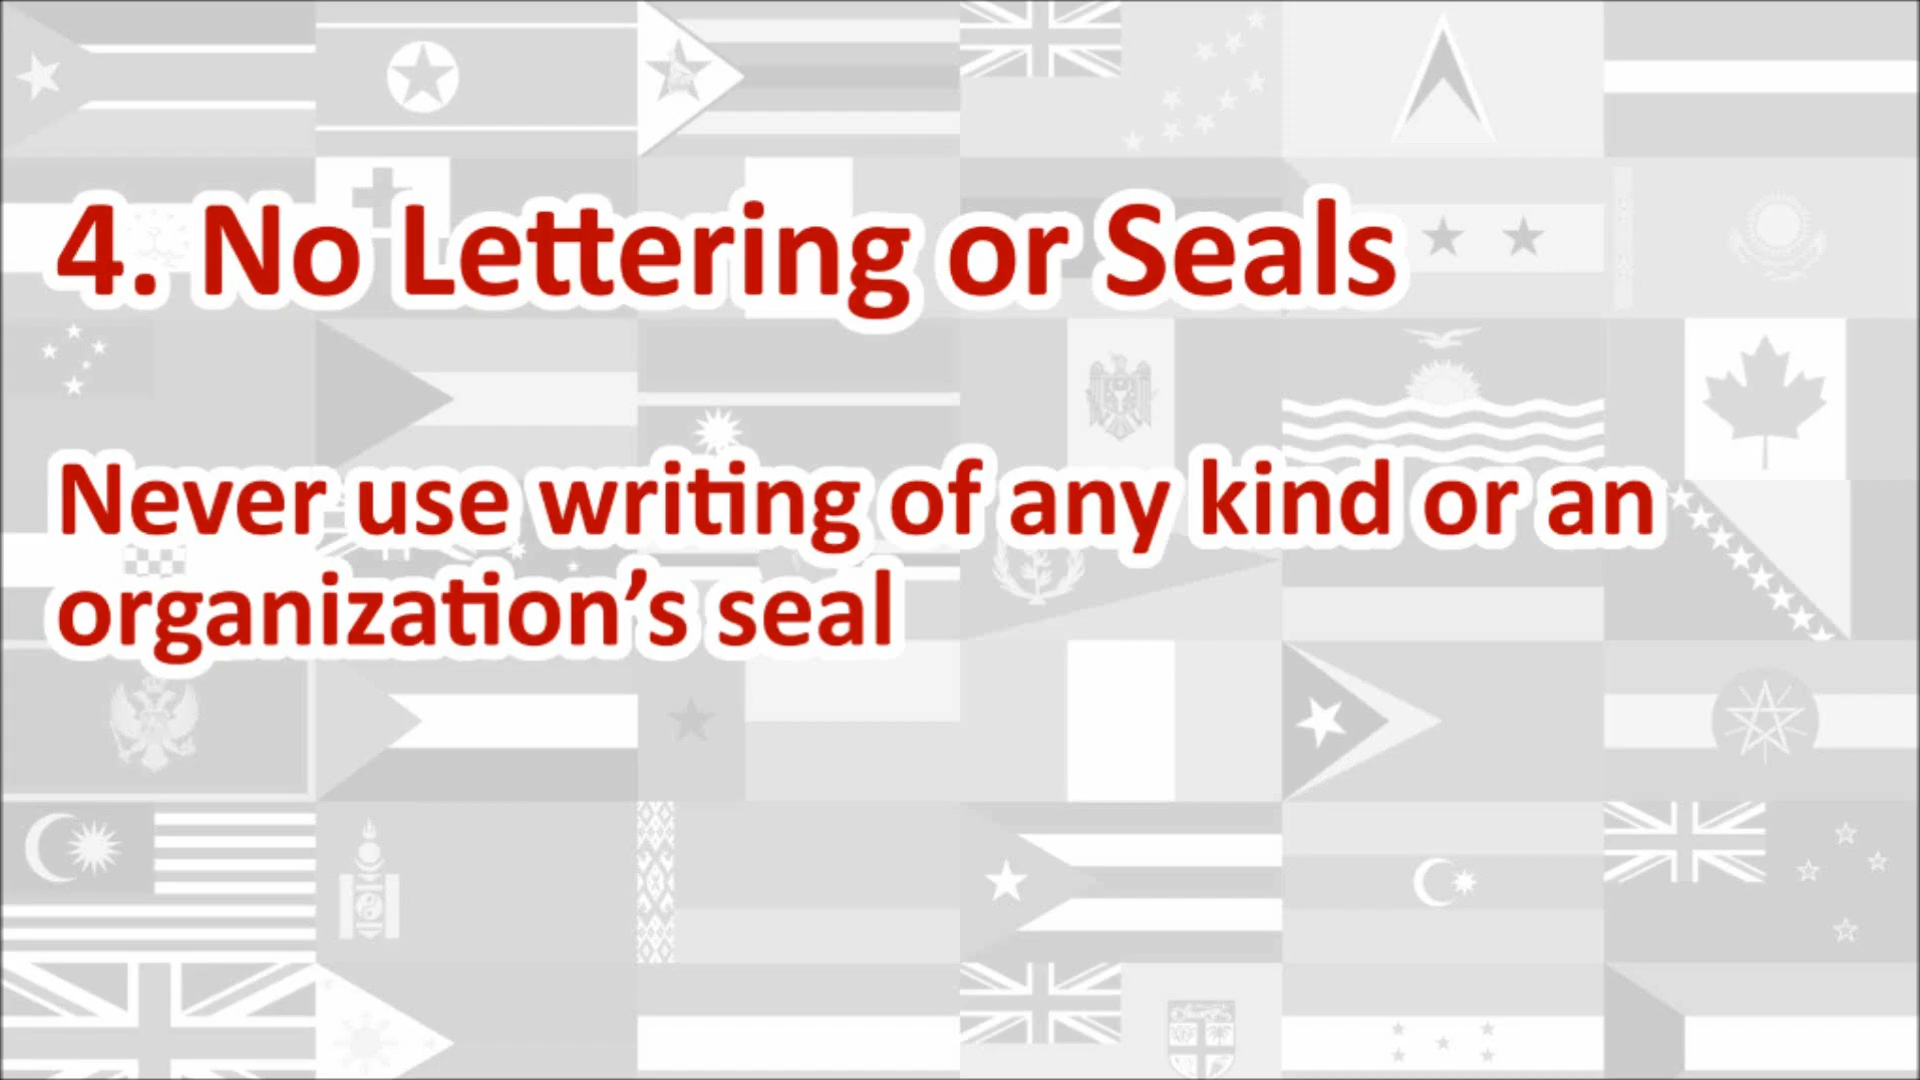 4. No Lettering or Seals
Never use writing of any kind or an
organization’s seal